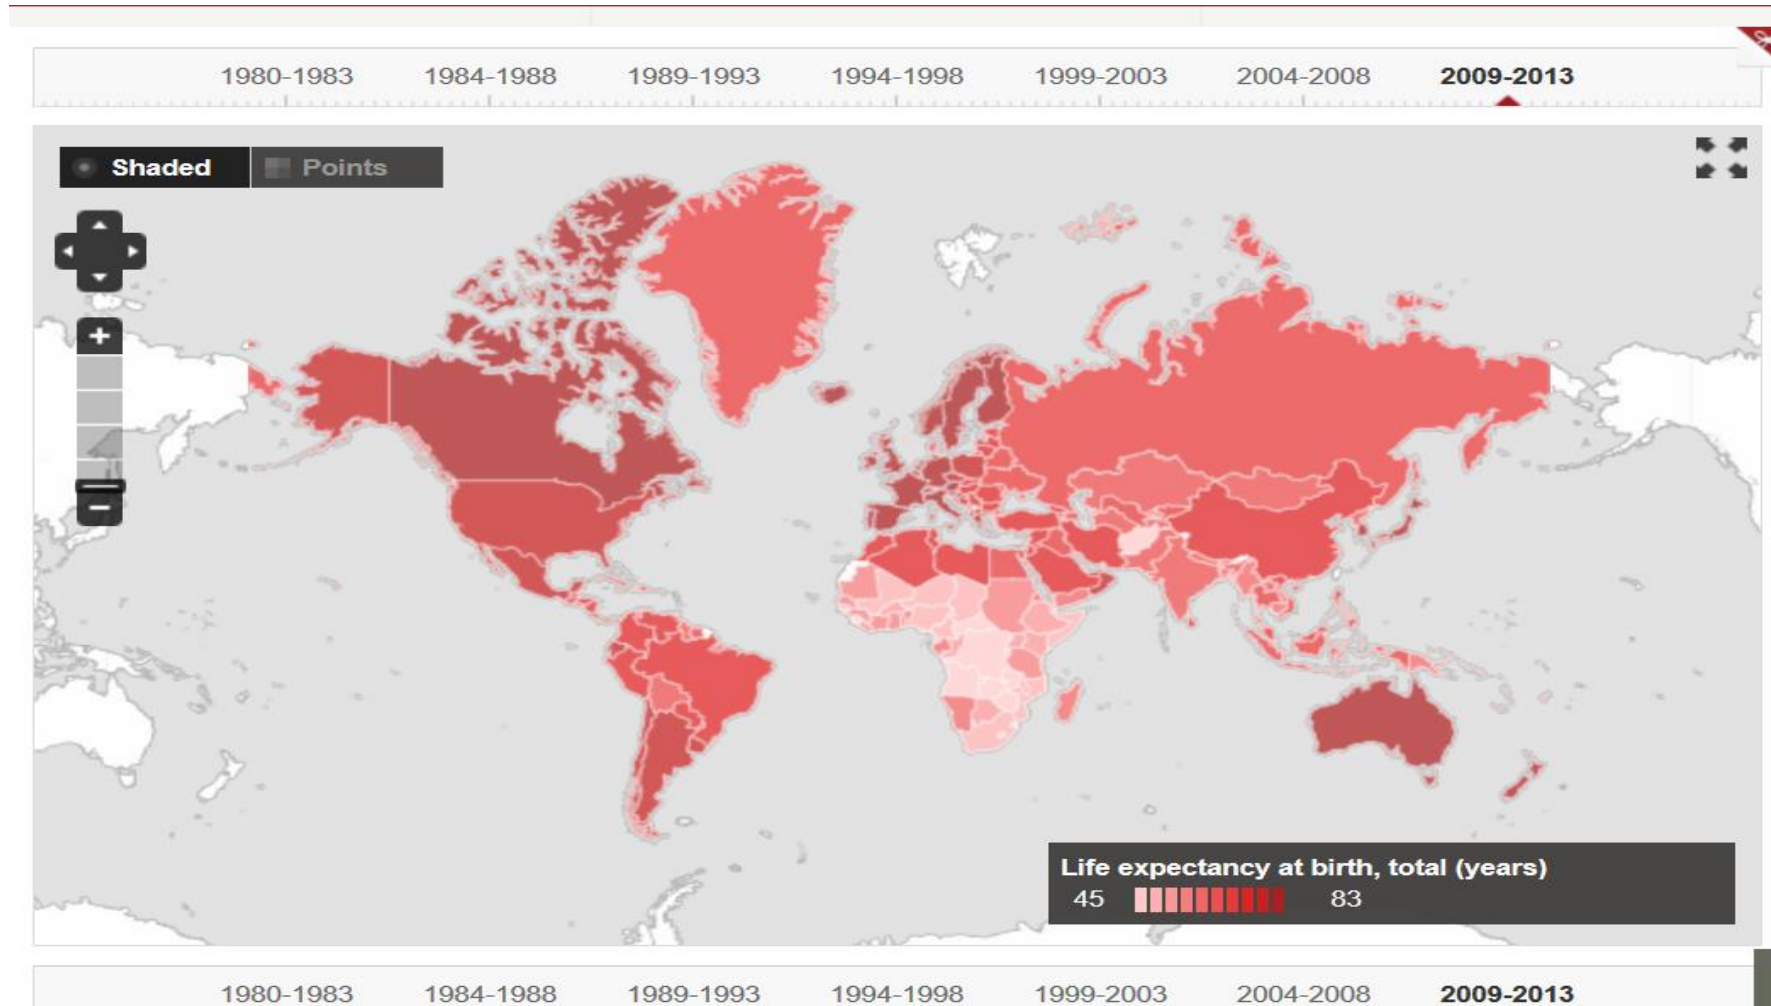 1980-1983 1984-1988 1989-1993 1994-1998 1999-2003 2004-2008 2009-2013
Shaded Points
+
−
Life expectancy at birth, total (years)
45 83
1980-1983 1984-1988 1989-1993 1994-1998 1999-2003 2004-2008 2009-2013